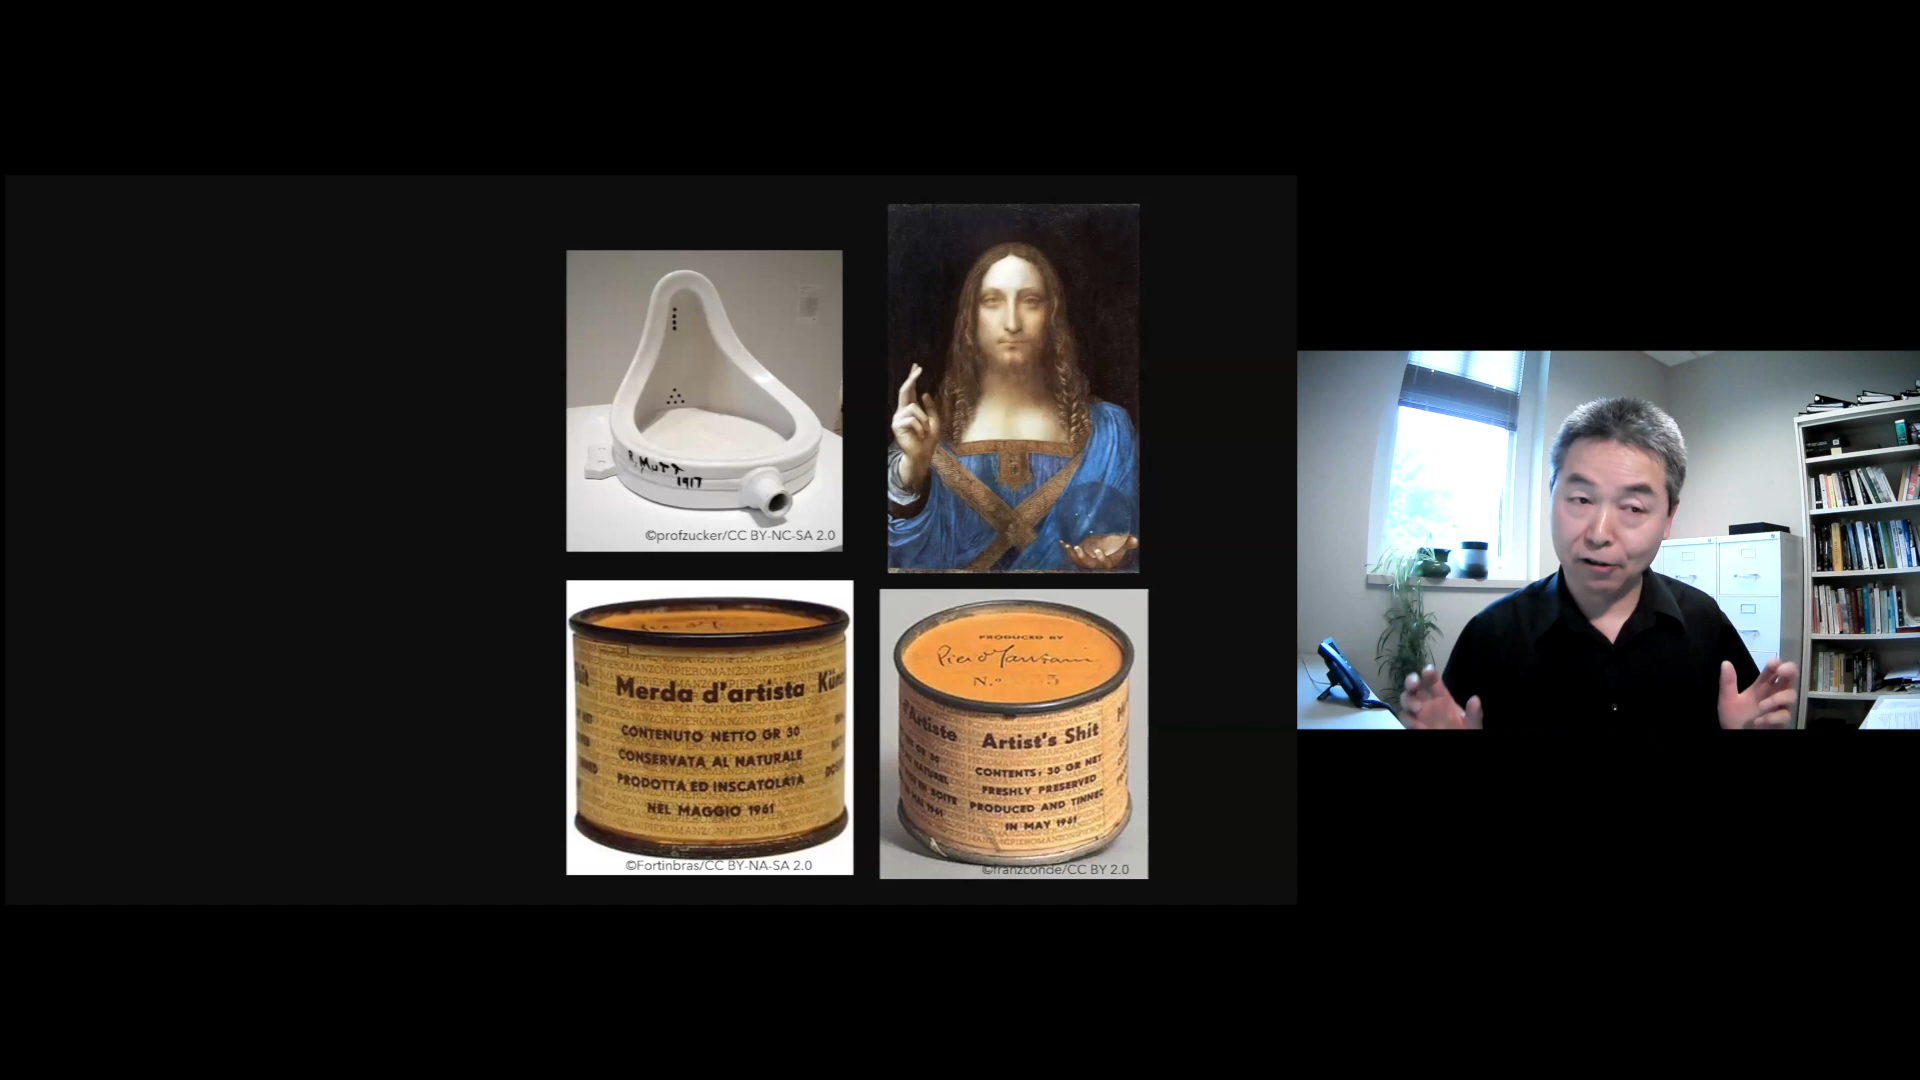 R. MUTT
1917
©profzucker/CC BY-NC-SA 2.0
Merda d'artista
CONTENUTO NETTO GR 30
CONSERVATA AL NATURALE
PRODOTTA ED INSCATOLATA
NEL MAGGIO 1961
©Fortinbras/CC BY-NA-SA 2.0
PRODUCED BY
Piero Manzoni
N.º
d'Artiste
Artist's Shit
CONTENTS, 30 GR NET
FRESHLY PRESERVED
PRODUCED AND TINNED
IN MAY 1961
©franzconde/CC BY 2.0